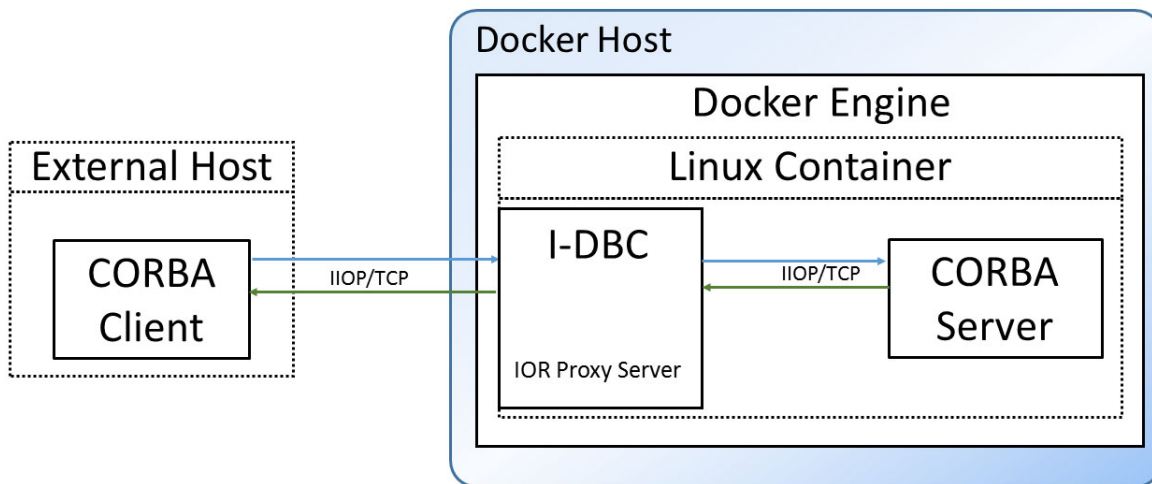 Docker Host
Docker Engine
External Host
Linux Container
I-DBC
CORBA
Client
IIOP/TCP
IIOP/TCP
CORBA
Server
IOR Proxy Server